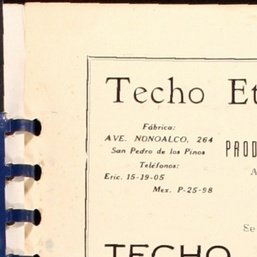 Techo Et
Fábrica:
AVE. NONOALCO, 264
San Pedro de los Pinos
Teléfonos:
Eric. 15-19-05
Mex. P-25-98
PROD
A
Se
TECHO